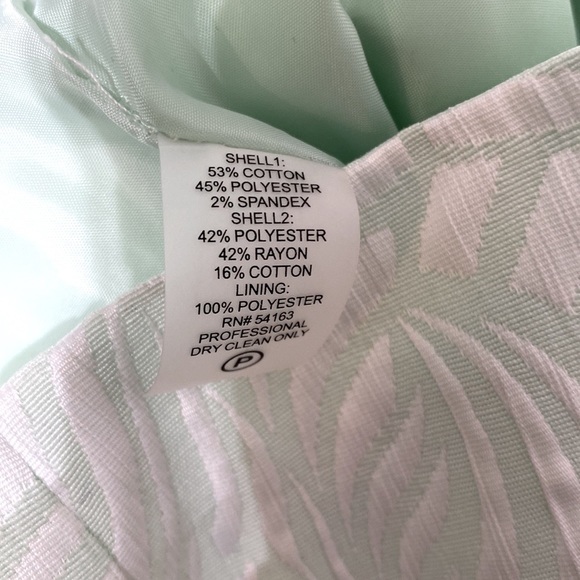 SHELL1:
53% COTTON
45% POLYESTER
2% SPANDEX
SHELL2:
42% POLYESTER
42% RAYON
16% COTTON
LINING:
100% POLYESTER
RN# 54163
PROFESSIONAL
DRY CLEAN ONLY
P